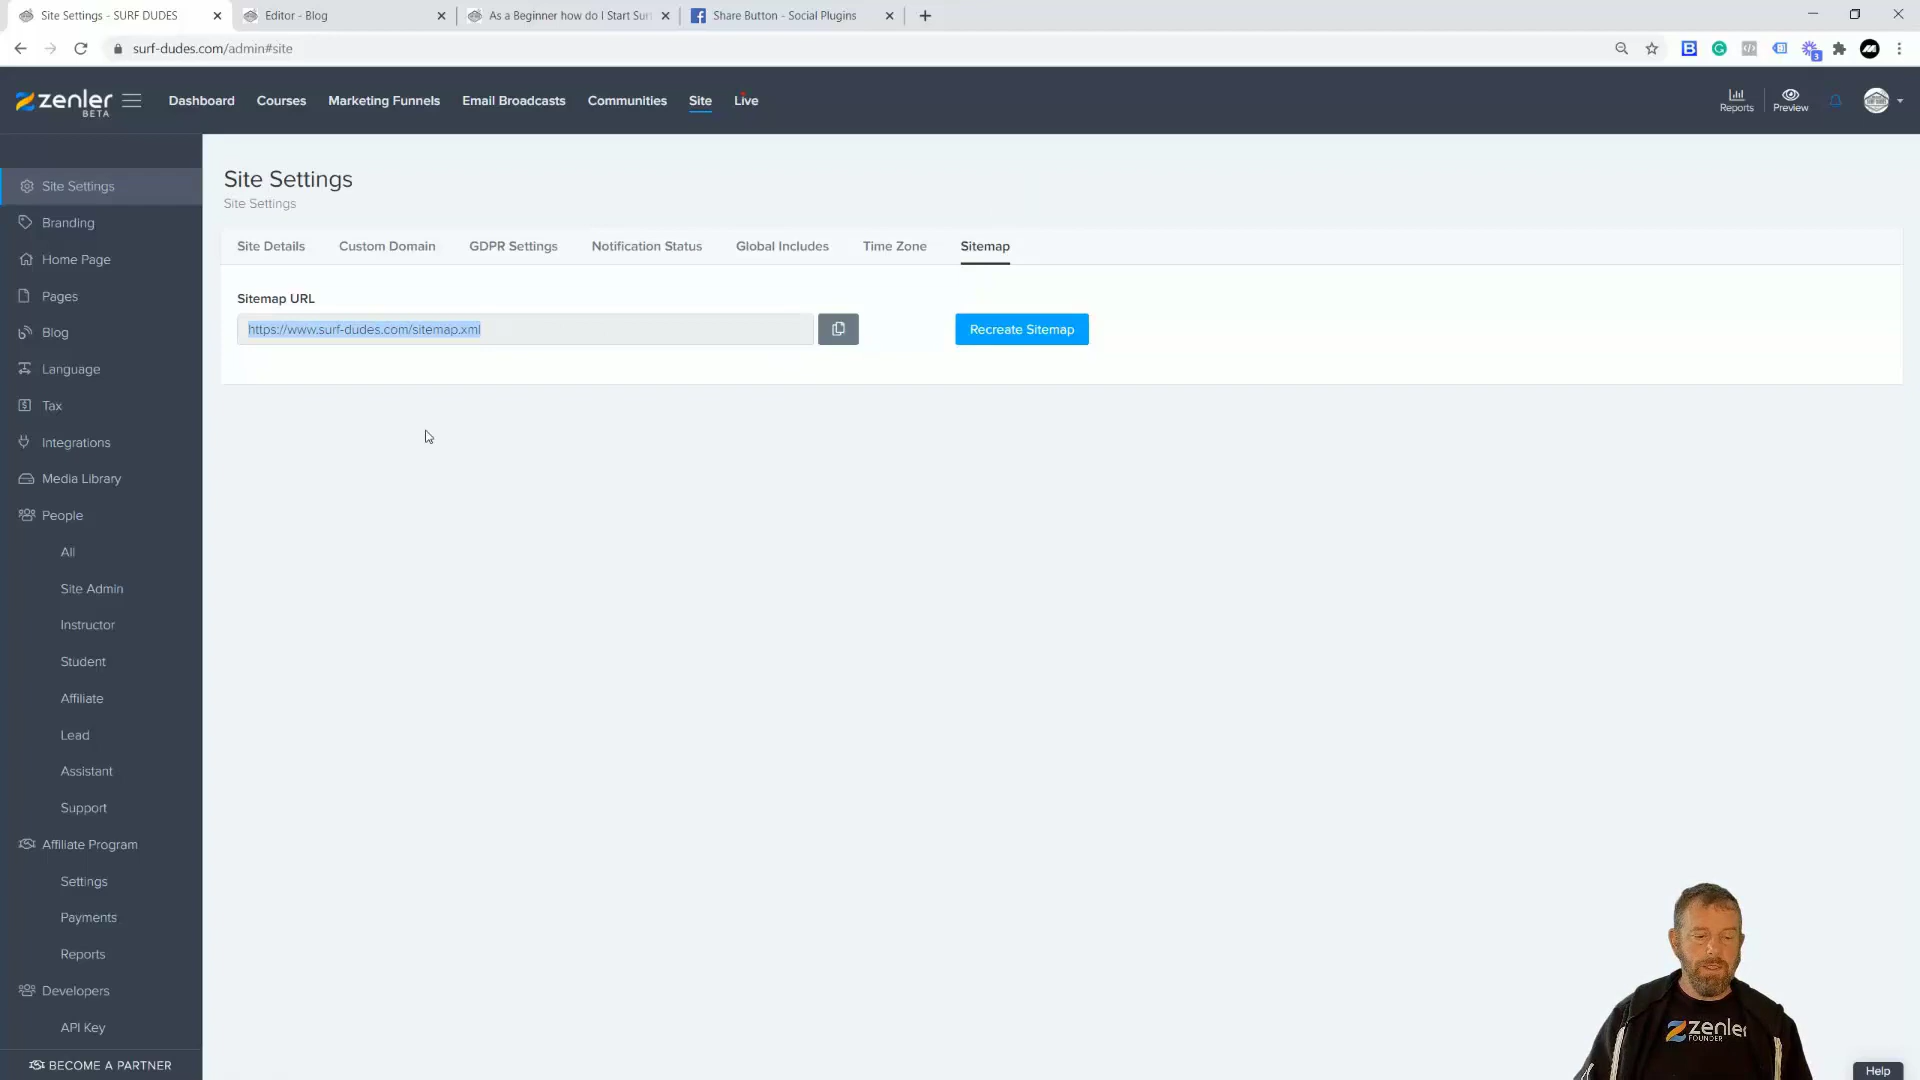 Site Settings - SURF DUDES
Editor - Blog
As a Beginner how do I Start Sur
Share Button - Social Plugins
surf-dudes.com/admin#site
3
zenler
BETA
Dashboard
Courses
Marketing Funnels
Email Broadcasts
Communities
Site
Live
Reports
Preview
Site Settings
Branding
Home Page
Pages
Blog
Language
Tax
Integrations
Media Library
People
All
Site Admin
Instructor
Student
Affiliate
Lead
Assistant
Support
Affiliate Program
Settings
Payments
Reports
Developers
API Key
BECOME A PARTNER
Site Settings
Site Settings
Site Details
Custom Domain
GDPR Settings
Notification Status
Global Includes
Time Zone
Sitemap
Sitemap URL
https://www.surf-dudes.com/sitemap.xml
Recreate Sitemap
zenler
FOUNDER
Help